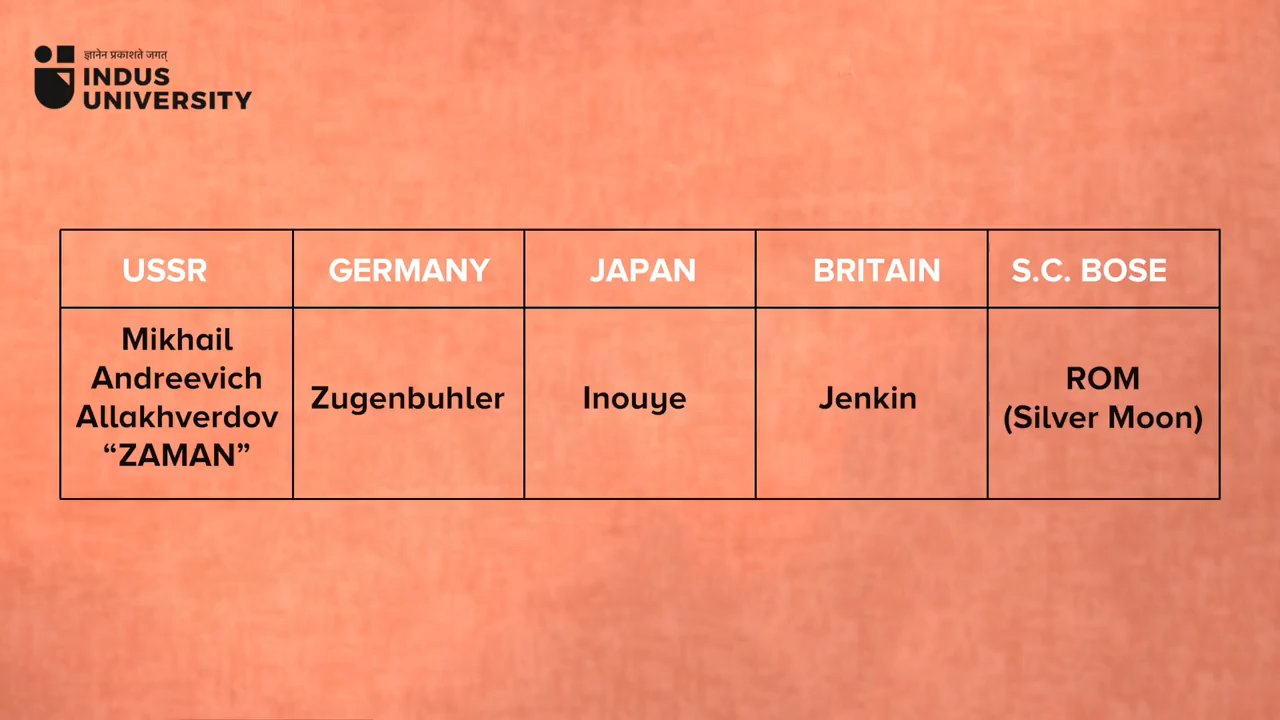 ज्ञानेन प्रकाशते जगत्
INDUS
UNIVERSITY
USSR
GERMANY
JAPAN
BRITAIN
S.C. BOSE
Mikhail
Andreevich
Allakhverdov
“ZAMAN”
Zugenbuhler
Inouye
Jenkin
ROM
(Silver Moon)